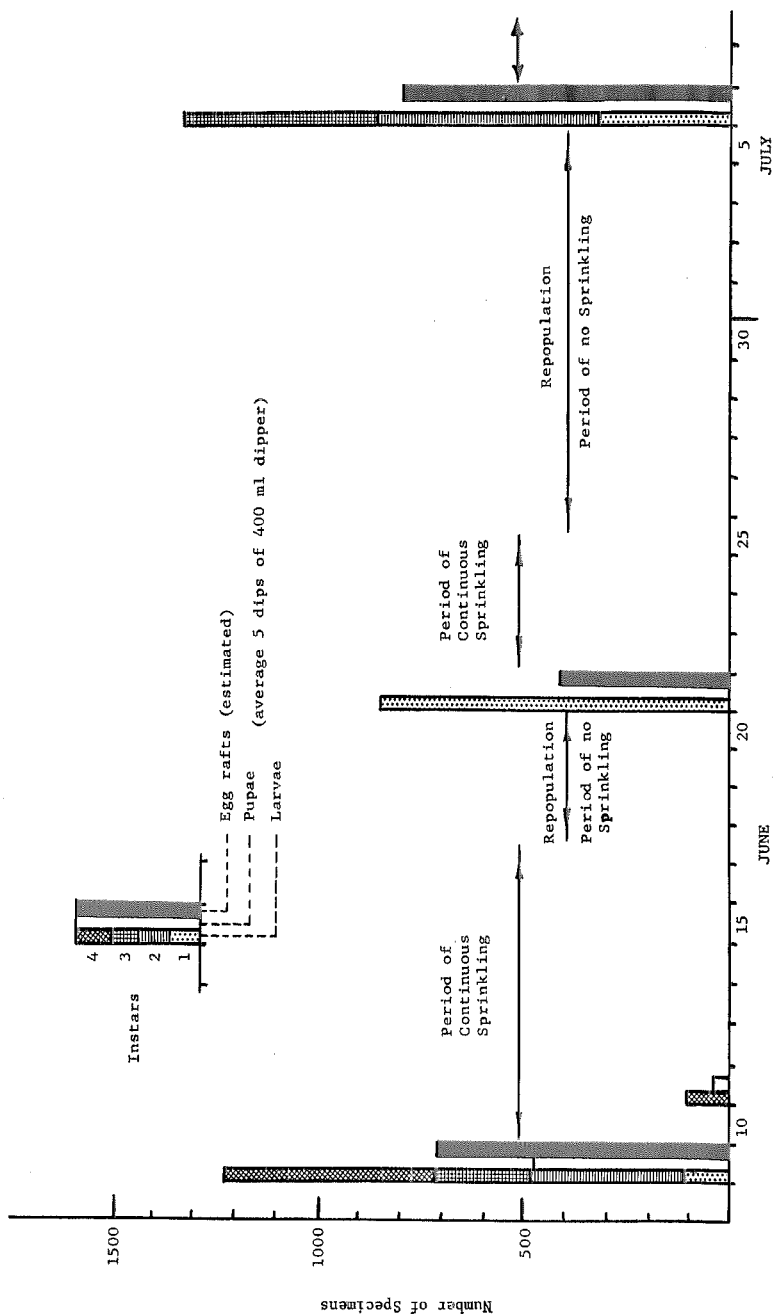 Number of Specimens
1500
1000
500
Instars
4
3
2
1
Egg rafts (estimated)
Pupae
(average 5 dips of 400 ml dipper)
Larvae
Period of
Continuous
Sprinkling
Repopulation
Period of no
Sprinkling
Period of
Continuous
Sprinkling
Repopulation
Period of no Sprinkling
10
15
20
25
30
5
JUNE
JULY